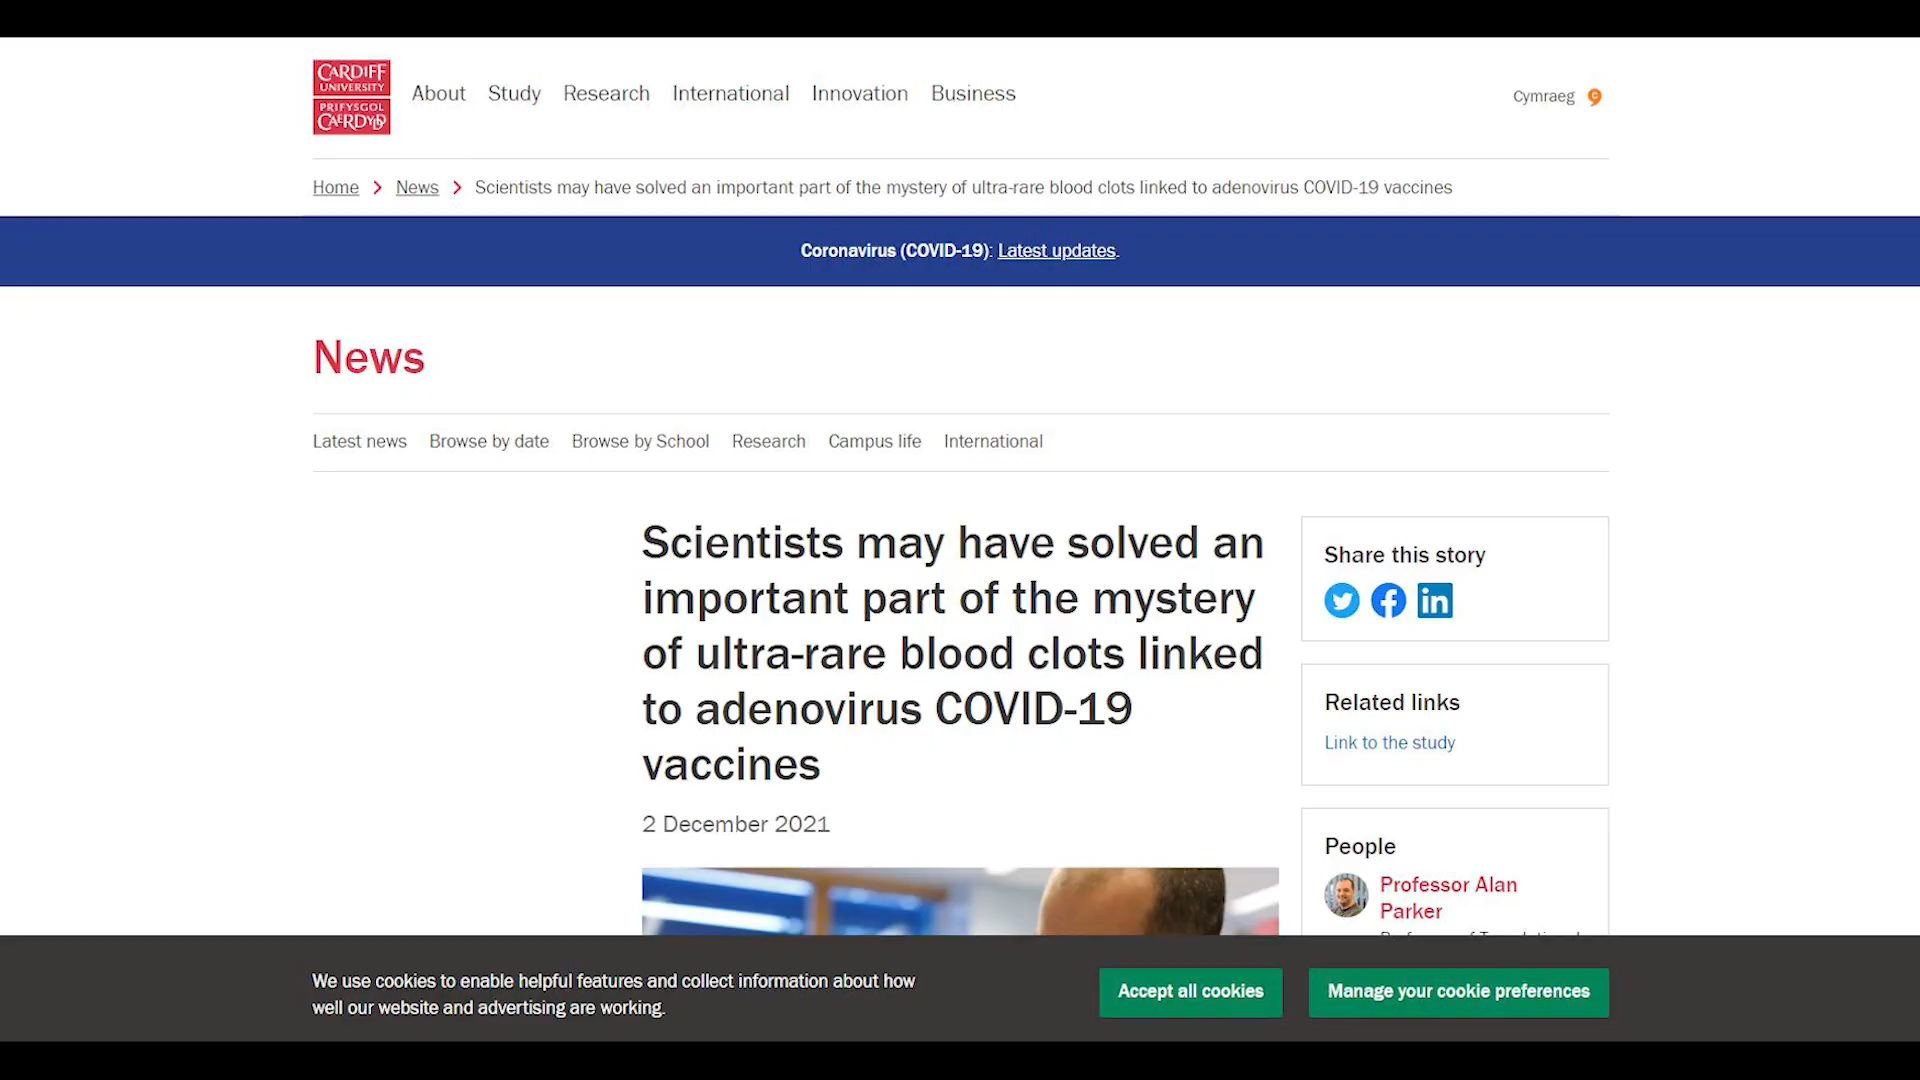 CARDIFF
UNIVERSITY
PRIFYSGOL
CAERDYDD
About Study Research International Innovation Business
Cymraeg
Home News Scientists may have solved an important part of the mystery of ultra-rare blood clots linked to adenovirus COVID-19 vaccines
Coronavirus (COVID-19): Latest updates.
News
Latest news Browse by date Browse by School Research Campus life International
Scientists may have solved an
important part of the mystery
of ultra-rare blood clots linked
to adenovirus COVID-19
vaccines
2 December 2021
Share this story
in
Related links
Link to the study
People
Professor Alan
Parker
We use cookies to enable helpful features and collect information about how
well our website and advertising are working.
Accept all cookies
Manage your cookie preferences